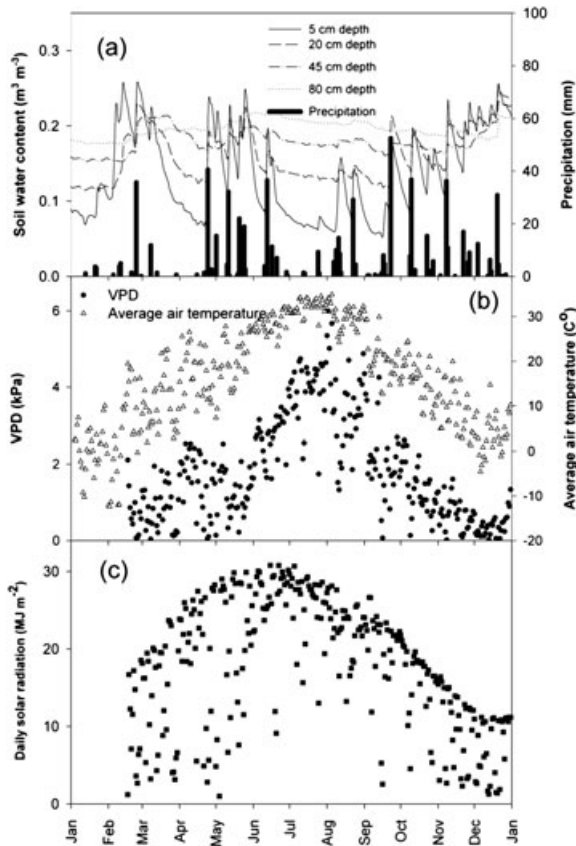 (a)
5 cm depth
20 cm depth
45 cm depth
80 cm depth
Precipitation
Soil water content (m³ m⁻³)
0.3
0.2
0.1
0.0
Precipitation (mm)
100
80
60
40
20
0
(b)
VPD
Average air temperature
VPD (kPa)
6
4
2
0
Average air temperature (Cº)
30
20
10
0
-10
-20
(c)
Daily solar radiation (MJ m⁻²)
30
20
10
0
Jan Feb Mar Apr May Jun Jul Aug Sep Oct Nov Dec Jan